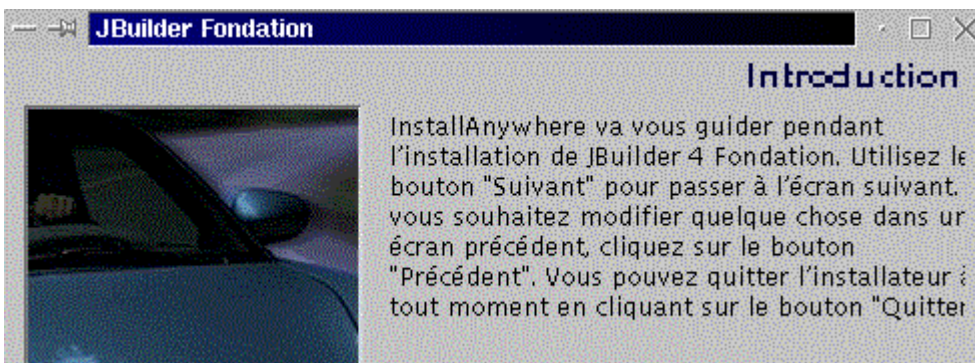 JBuilder Fondation
Introduction
InstallAnywhere va vous guider pendant
l'installation de JBuilder 4 Fondation. Utilisez le
bouton "Suivant" pour passer à l'écran suivant.
vous souhaitez modifier quelque chose dans un
écran précédent, cliquez sur le bouton
"Précédent". Vous pouvez quitter l'installateur à
tout moment en cliquant sur le bouton "Quitter